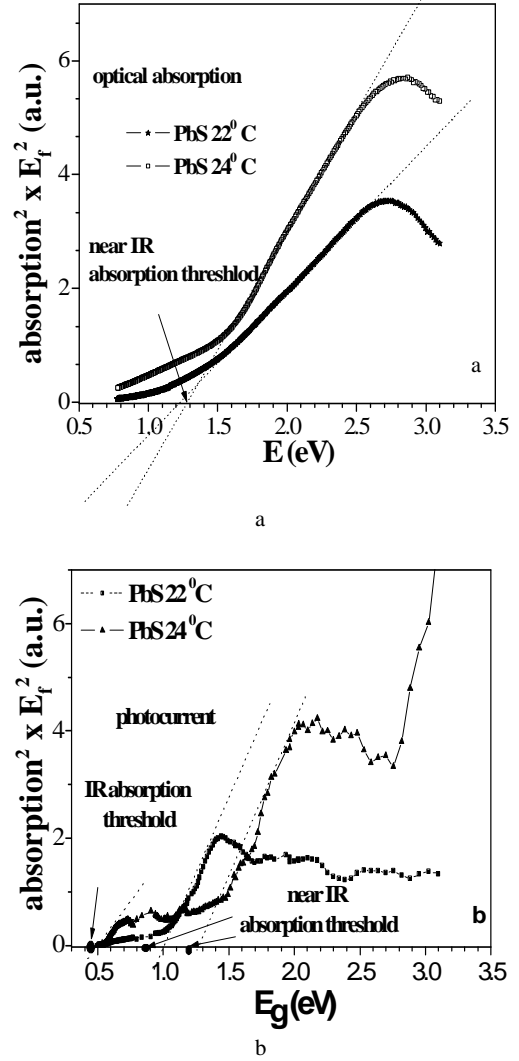 absorption² x E_f² (a.u.)
6
4
2
0
optical absorption
PbS 22⁰ C
PbS 24⁰ C
near IR
absorption threshlod
a
0.5 1.0 1.5 2.0 2.5 3.0 3.5
E (eV)
a
absorption² x E_f² (a.u.)
6
4
2
0
PbS 22⁰C
PbS 24⁰C
photocurrent
IR absorption
threshold
near IR
absorption threshold
b
0.5 1.0 1.5 2.0 2.5 3.0 3.5
Eg (eV)
b